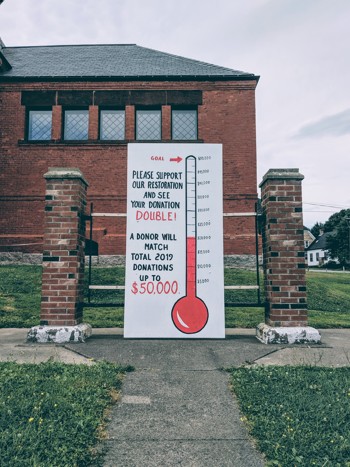 GOAL
PLEASE SUPPORT
OUR RESTORATION
AND SEE
YOUR DONATION
DOUBLE!
A DONOR WILL
MATCH
TOTAL 2019
DONATIONS
UP TO
$50,000.